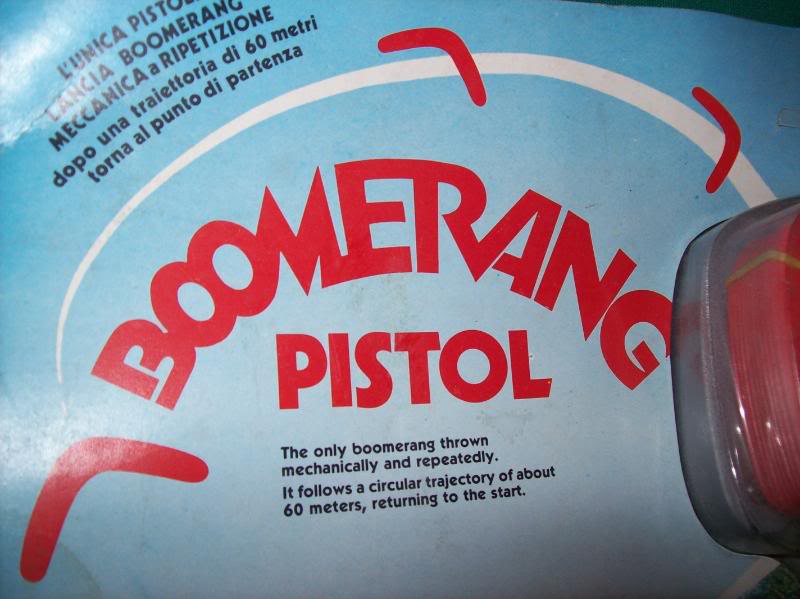 L'UNICA PISTOLA
LANCIA BOOMERANG
MECCANICA a RIPETIZIONE
dopo una traiettoria di 60 metri
torna al punto di partenza
BOOMERANG
PISTOL
The only boomerang thrown
mechanically and repeatedly.
It follows a circular trajectory of about
60 meters, returning to the start.